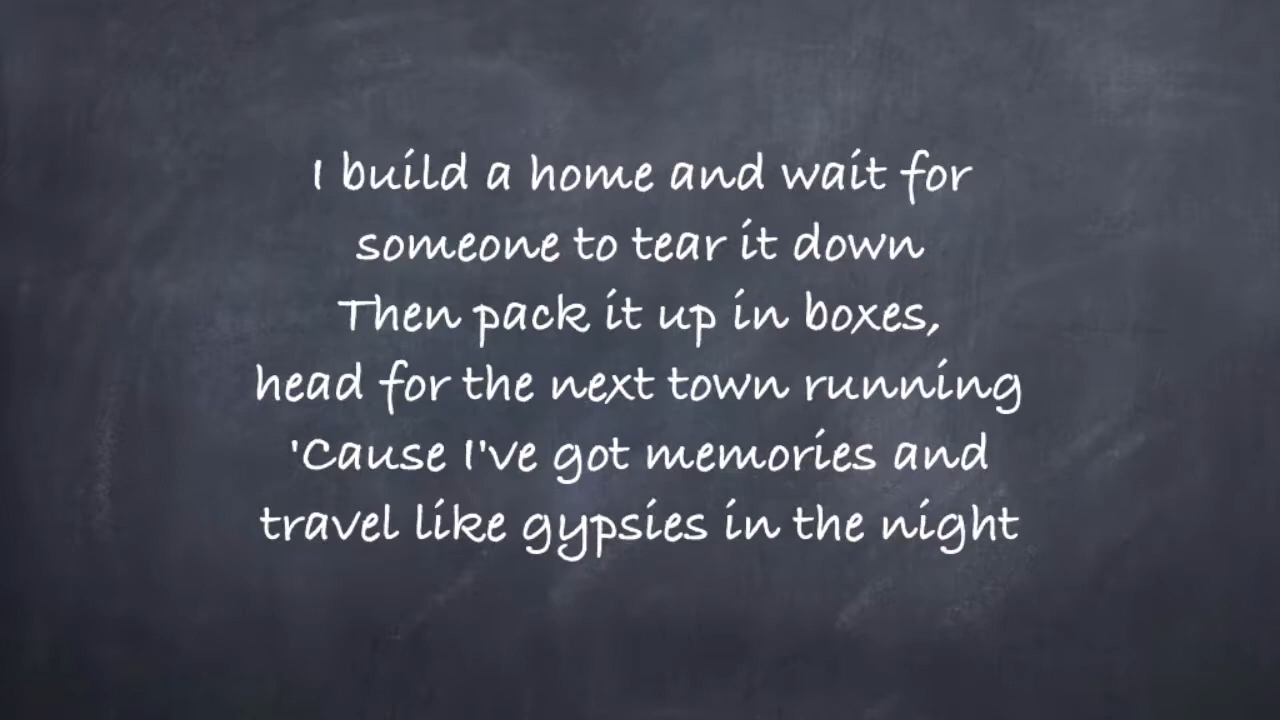 I build a home and wait for
someone to tear it down
Then pack it up in boxes,
head for the next town running
'Cause I've got memories and
travel like gypsies in the night